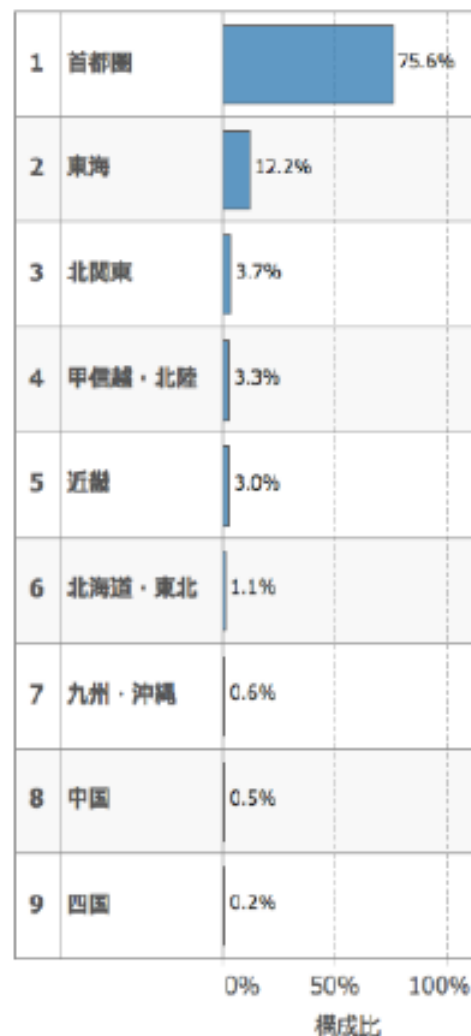 1 首都圏 75.6%
2 東海 12.2%
3 北関東 3.7%
4 甲信越・北陸 3.3%
5 近畿 3.0%
6 北海道・東北 1.1%
7 九州・沖縄 0.6%
8 中国 0.5%
9 四国 0.2%
0% 50% 100%
構成比